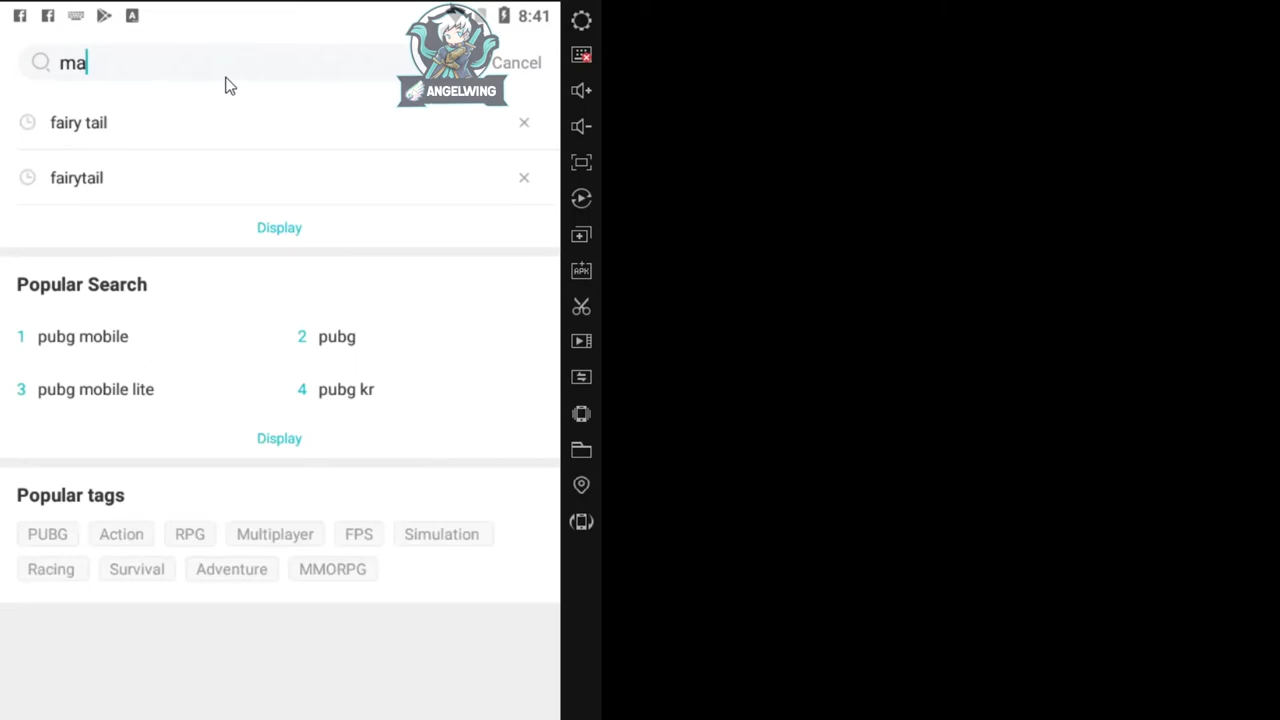 8:41
ma
Cancel
ANGELWING
fairy tail
fairytail
Display
Popular Search
1 pubg mobile
2 pubg
3 pubg mobile lite
4 pubg kr
Display
Popular tags
PUBG Action RPG Multiplayer FPS Simulation
Racing Survival Adventure MMORPG
APK